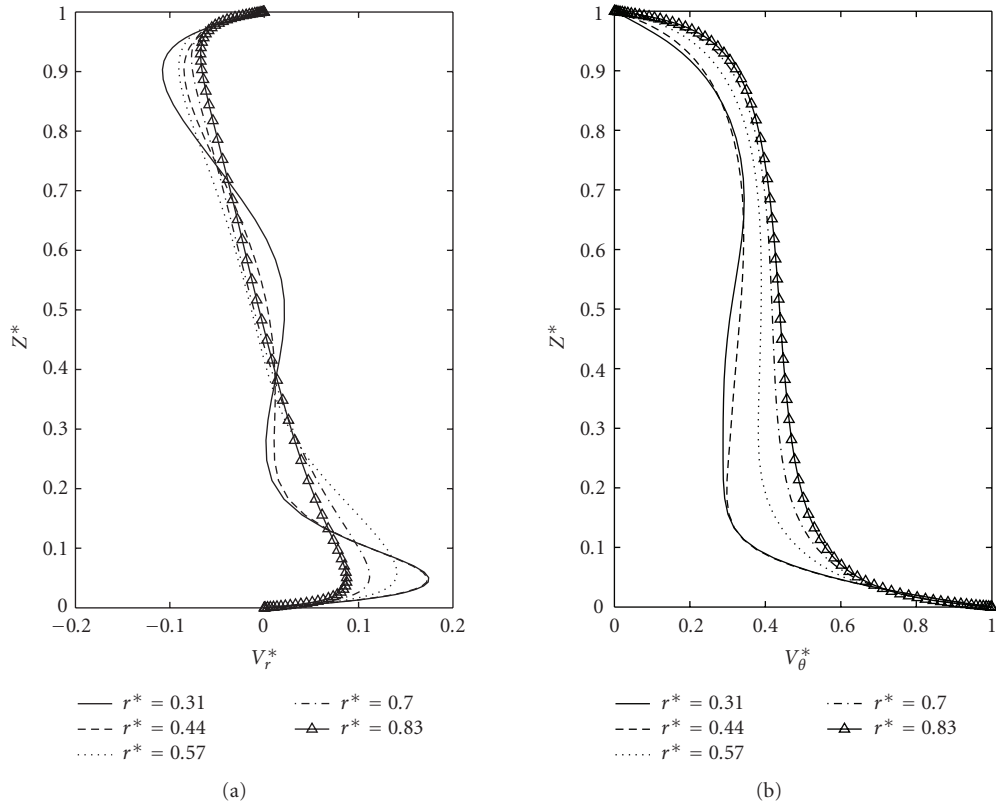 1
0.9
0.8
0.7
0.6
0.5
0.4
0.3
0.2
0.1
0
Z*
−0.2
−0.1
0
0.1
0.2
V_r*
r* = 0.31
r* = 0.44
r* = 0.57
r* = 0.7
r* = 0.83
(a)
1
0.9
0.8
0.7
0.6
0.5
0.4
0.3
0.2
0.1
0
Z*
0
0.2
0.4
0.6
0.8
1
V_θ*
r* = 0.31
r* = 0.44
r* = 0.57
r* = 0.7
r* = 0.83
(b)